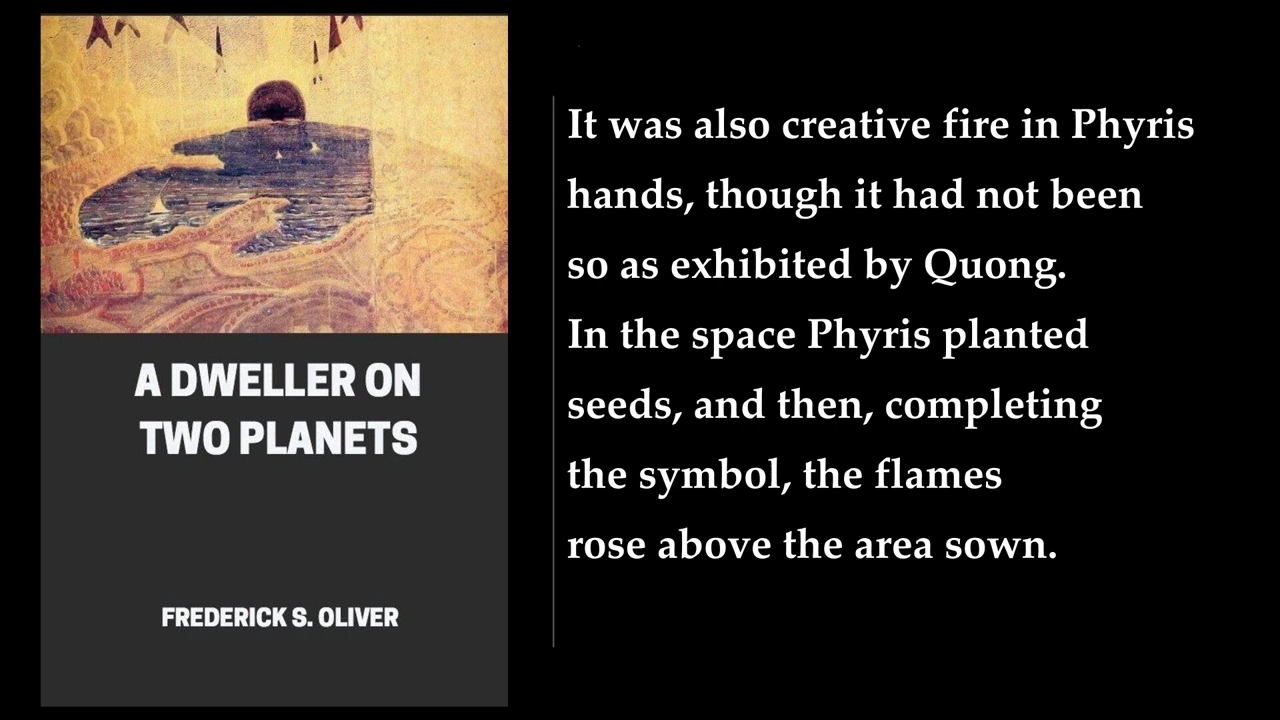 A DWELLER ON
TWO PLANETS
FREDERICK S. OLIVER
It was also creative fire in Phyris
hands, though it had not been
so as exhibited by Quong.
In the space Phyris planted
seeds, and then, completing
the symbol, the flames
rose above the area sown.